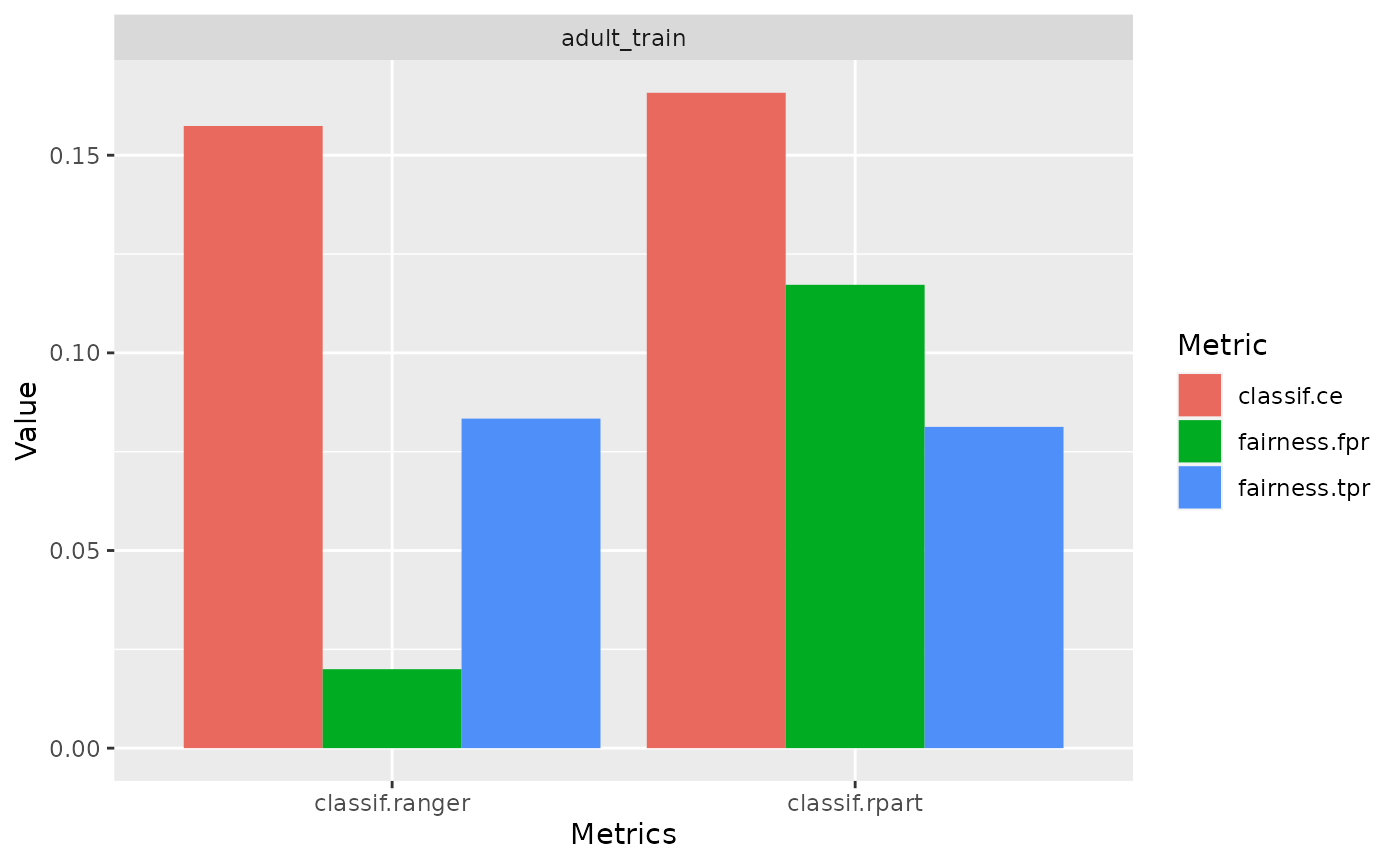 adult_train
0.15
0.10
0.05
0.00
Value
classif.ranger
classif.rpart
Metrics
Metric
classif.ce
fairness.fpr
fairness.tpr